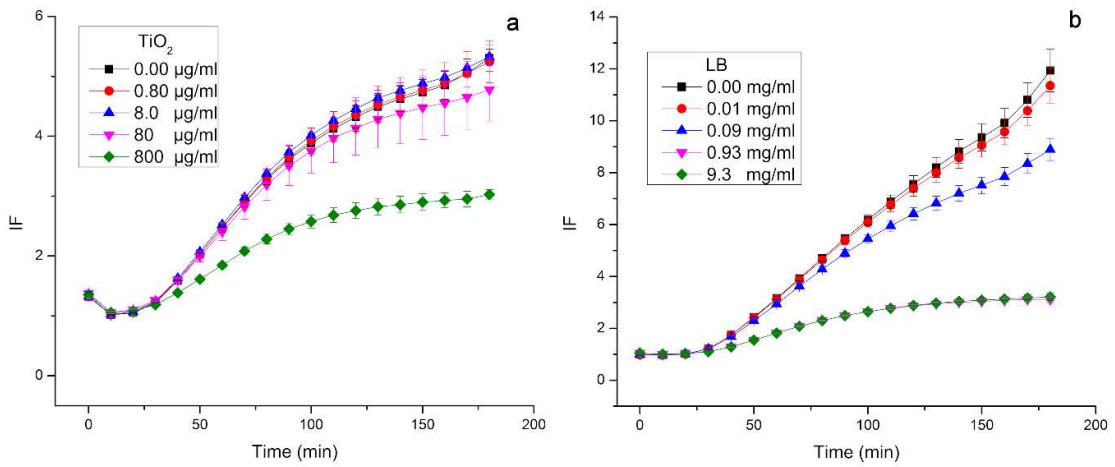 a
TiO2
0.00 µg/ml
0.80 µg/ml
8.0 µg/ml
80 µg/ml
800 µg/ml
IF
6
4
2
0
0 50 100 150 200
Time (min)
b
LB
0.00 mg/ml
0.01 mg/ml
0.09 mg/ml
0.93 mg/ml
9.3 mg/ml
IF
14
12
10
8
6
4
2
0
0 50 100 150 200
Time (min)